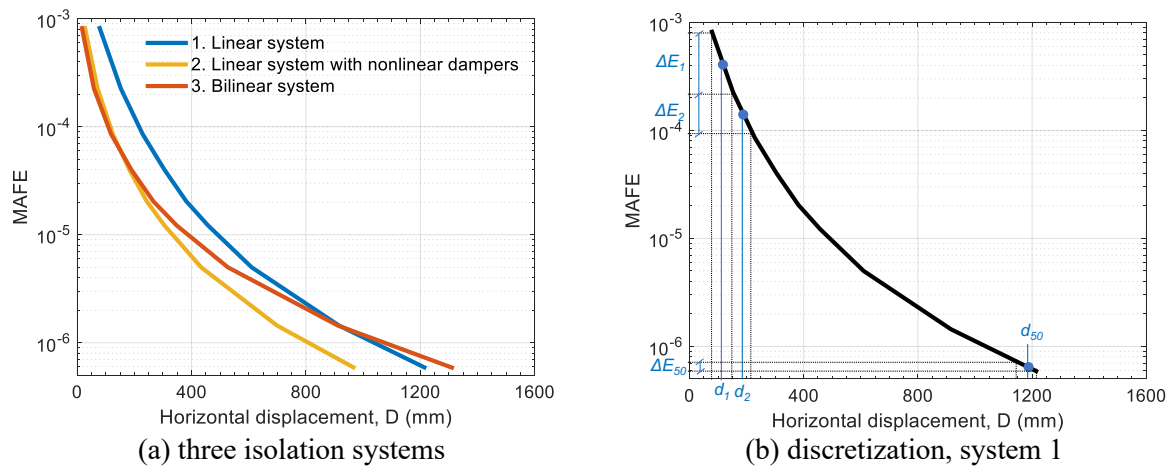 10⁻³
10⁻⁴
10⁻⁵
10⁻⁶
MAFE
1. Linear system
2. Linear system with nonlinear dampers
3. Bilinear system
0 400 800 1200 1600
Horizontal displacement, D (mm)
(a) three isolation systems
10⁻³
ΔE₁
ΔE₂
10⁻⁴
10⁻⁵
10⁻⁶
ΔE₅₀
MAFE
d₅₀
0 d₁ d₂ 400 800 1200 1600
Horizontal displacement, D (mm)
(b) discretization, system 1